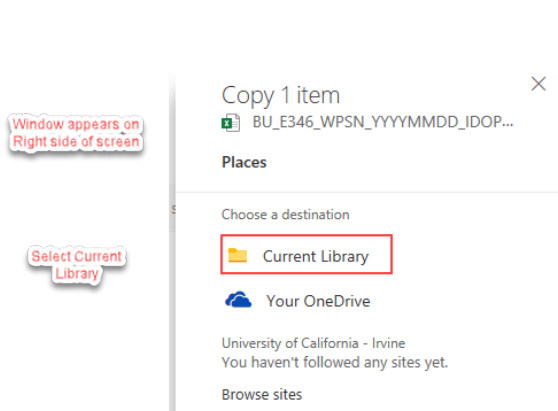 Copy 1 item
BU_E346_WPSN_YYYYMMDD_IDOP...
Window appears on
Right side of screen
Places
Choose a destination
Select Current
Library
Current Library
Your OneDrive
University of California - Irvine
You haven't followed any sites yet.
Browse sites